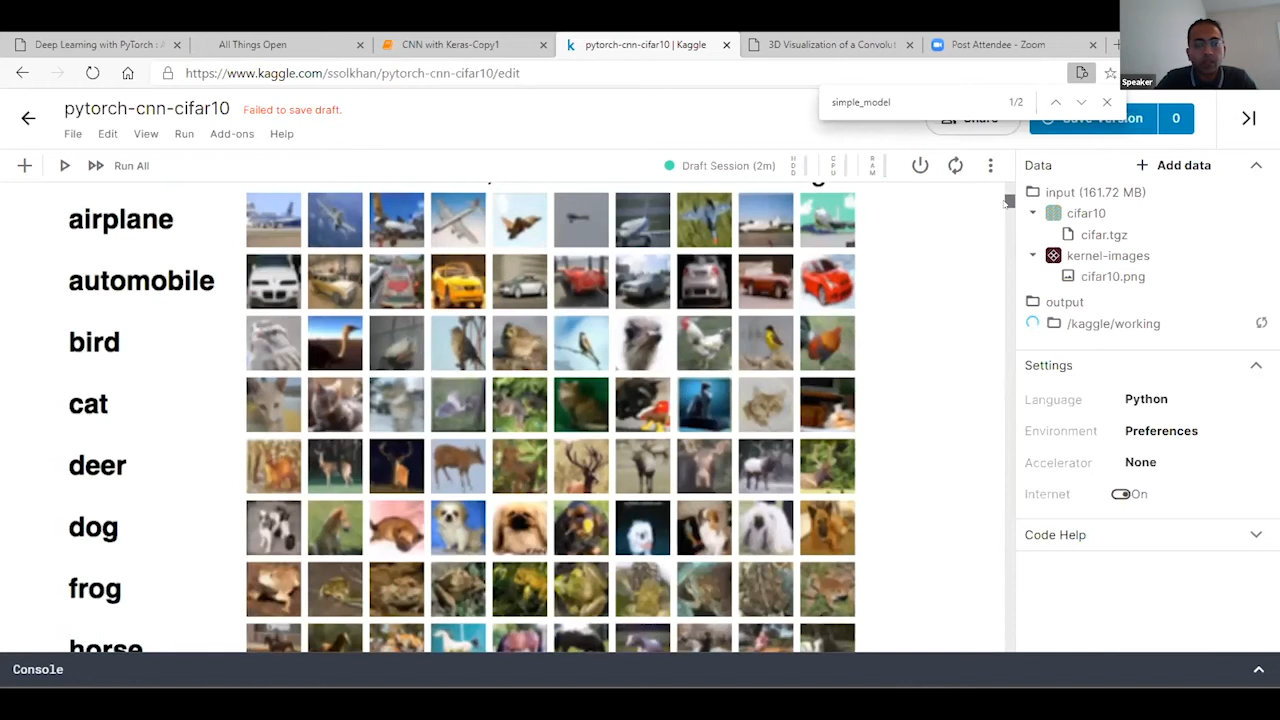 Deep Learning with PyTorch : A
All Things Open
CNN with Keras-Copy1
pytorch-cnn-cifar10 | Kaggle
3D Visualization of a Convolut
Post Attendee - Zoom
https://www.kaggle.com/ssolkhan/pytorch-cnn-cifar10/edit
Speaker
simple_model 1/2
pytorch-cnn-cifar10 Failed to save draft.
Share
Save Version 0
File Edit View Run Add-ons Help
Run All
Draft Session (2m)
HDD
CPU
RAM
airplane
automobile
bird
cat
deer
dog
frog
horse
Data
Add data
input (161.72 MB)
cifar10
cifar.tgz
kernel-images
cifar10.png
output
/kaggle/working
Settings
Language Python
Environment Preferences
Accelerator None
Internet On
Code Help
Console